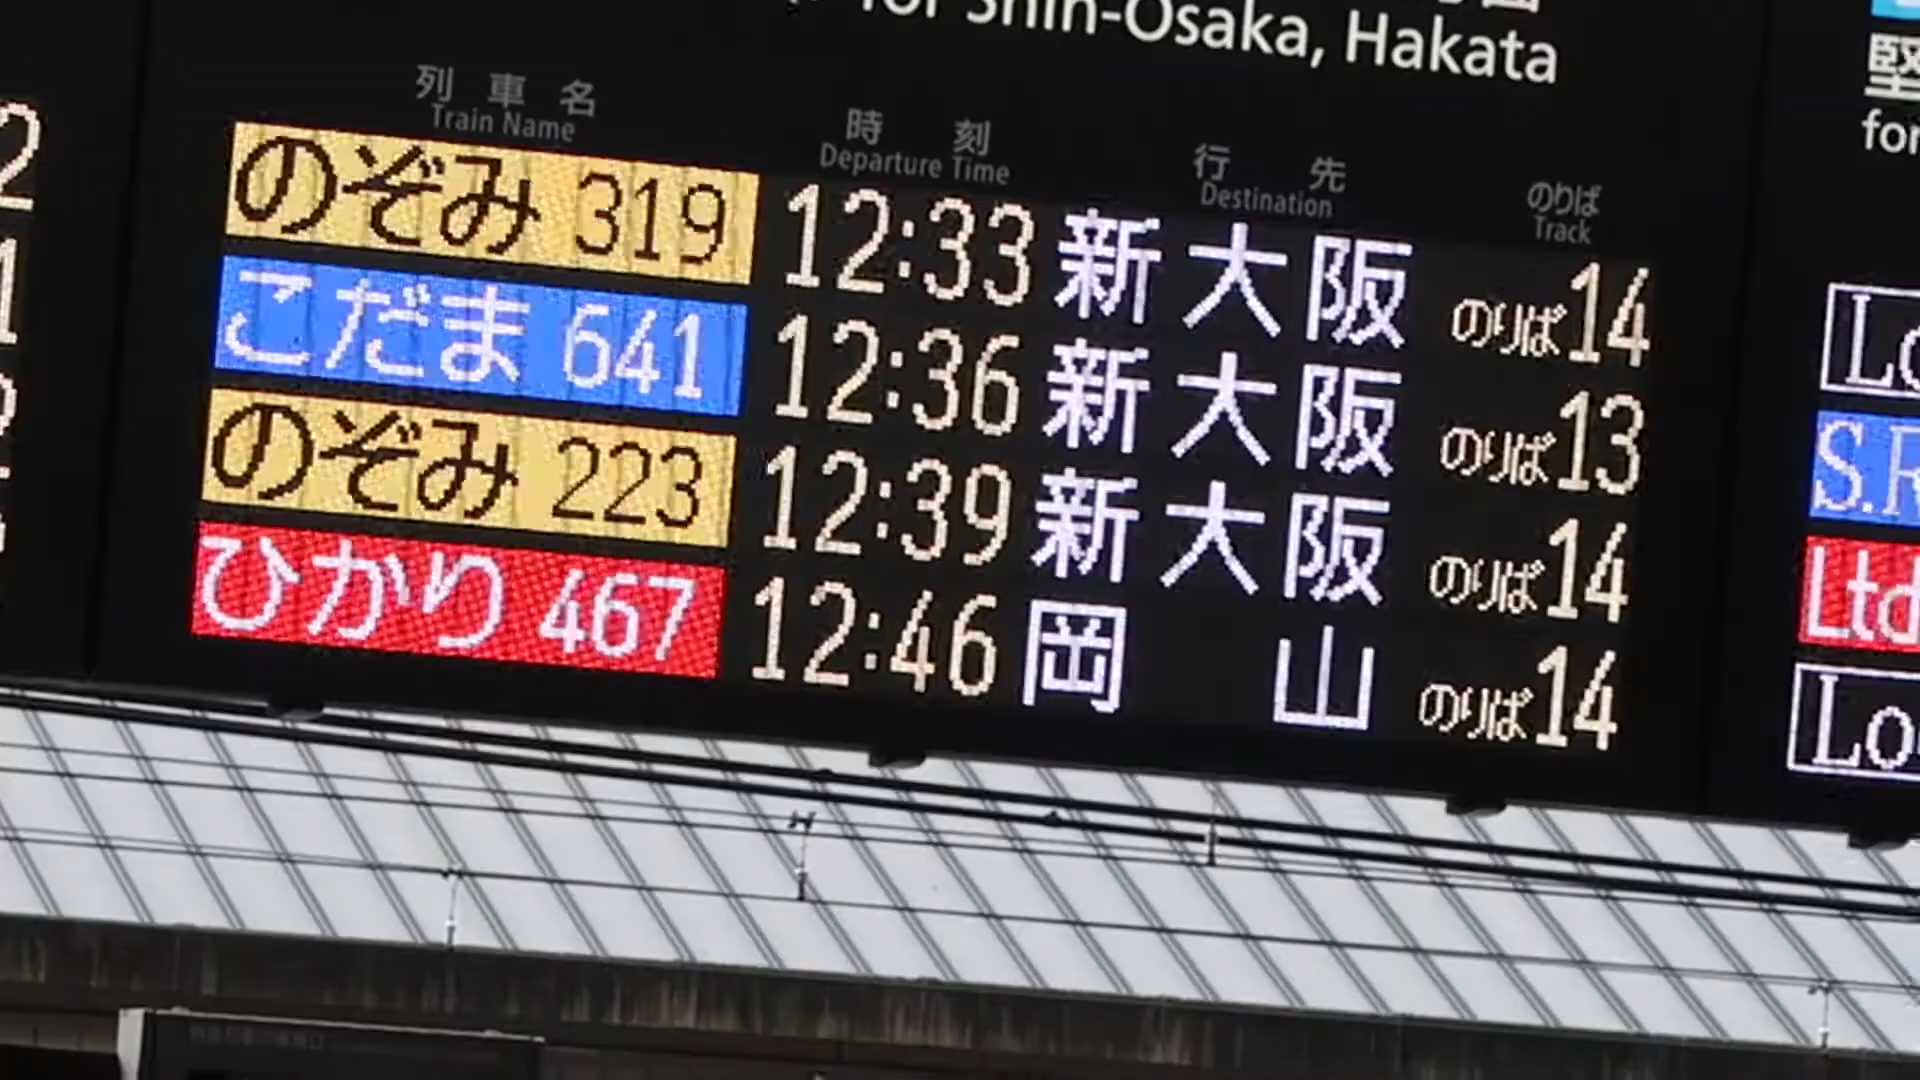 for Shin-Osaka, Hakata
列車名 時刻 行先 のりば
Train Name Departure Time Destination Track
のぞみ 319 12:33 新大阪 のりば14
こだま 641 12:36 新大阪 のりば13
のぞみ 223 12:39 新大阪 のりば14
ひかり 467 12:46 岡山 のりば14
for
Ltd